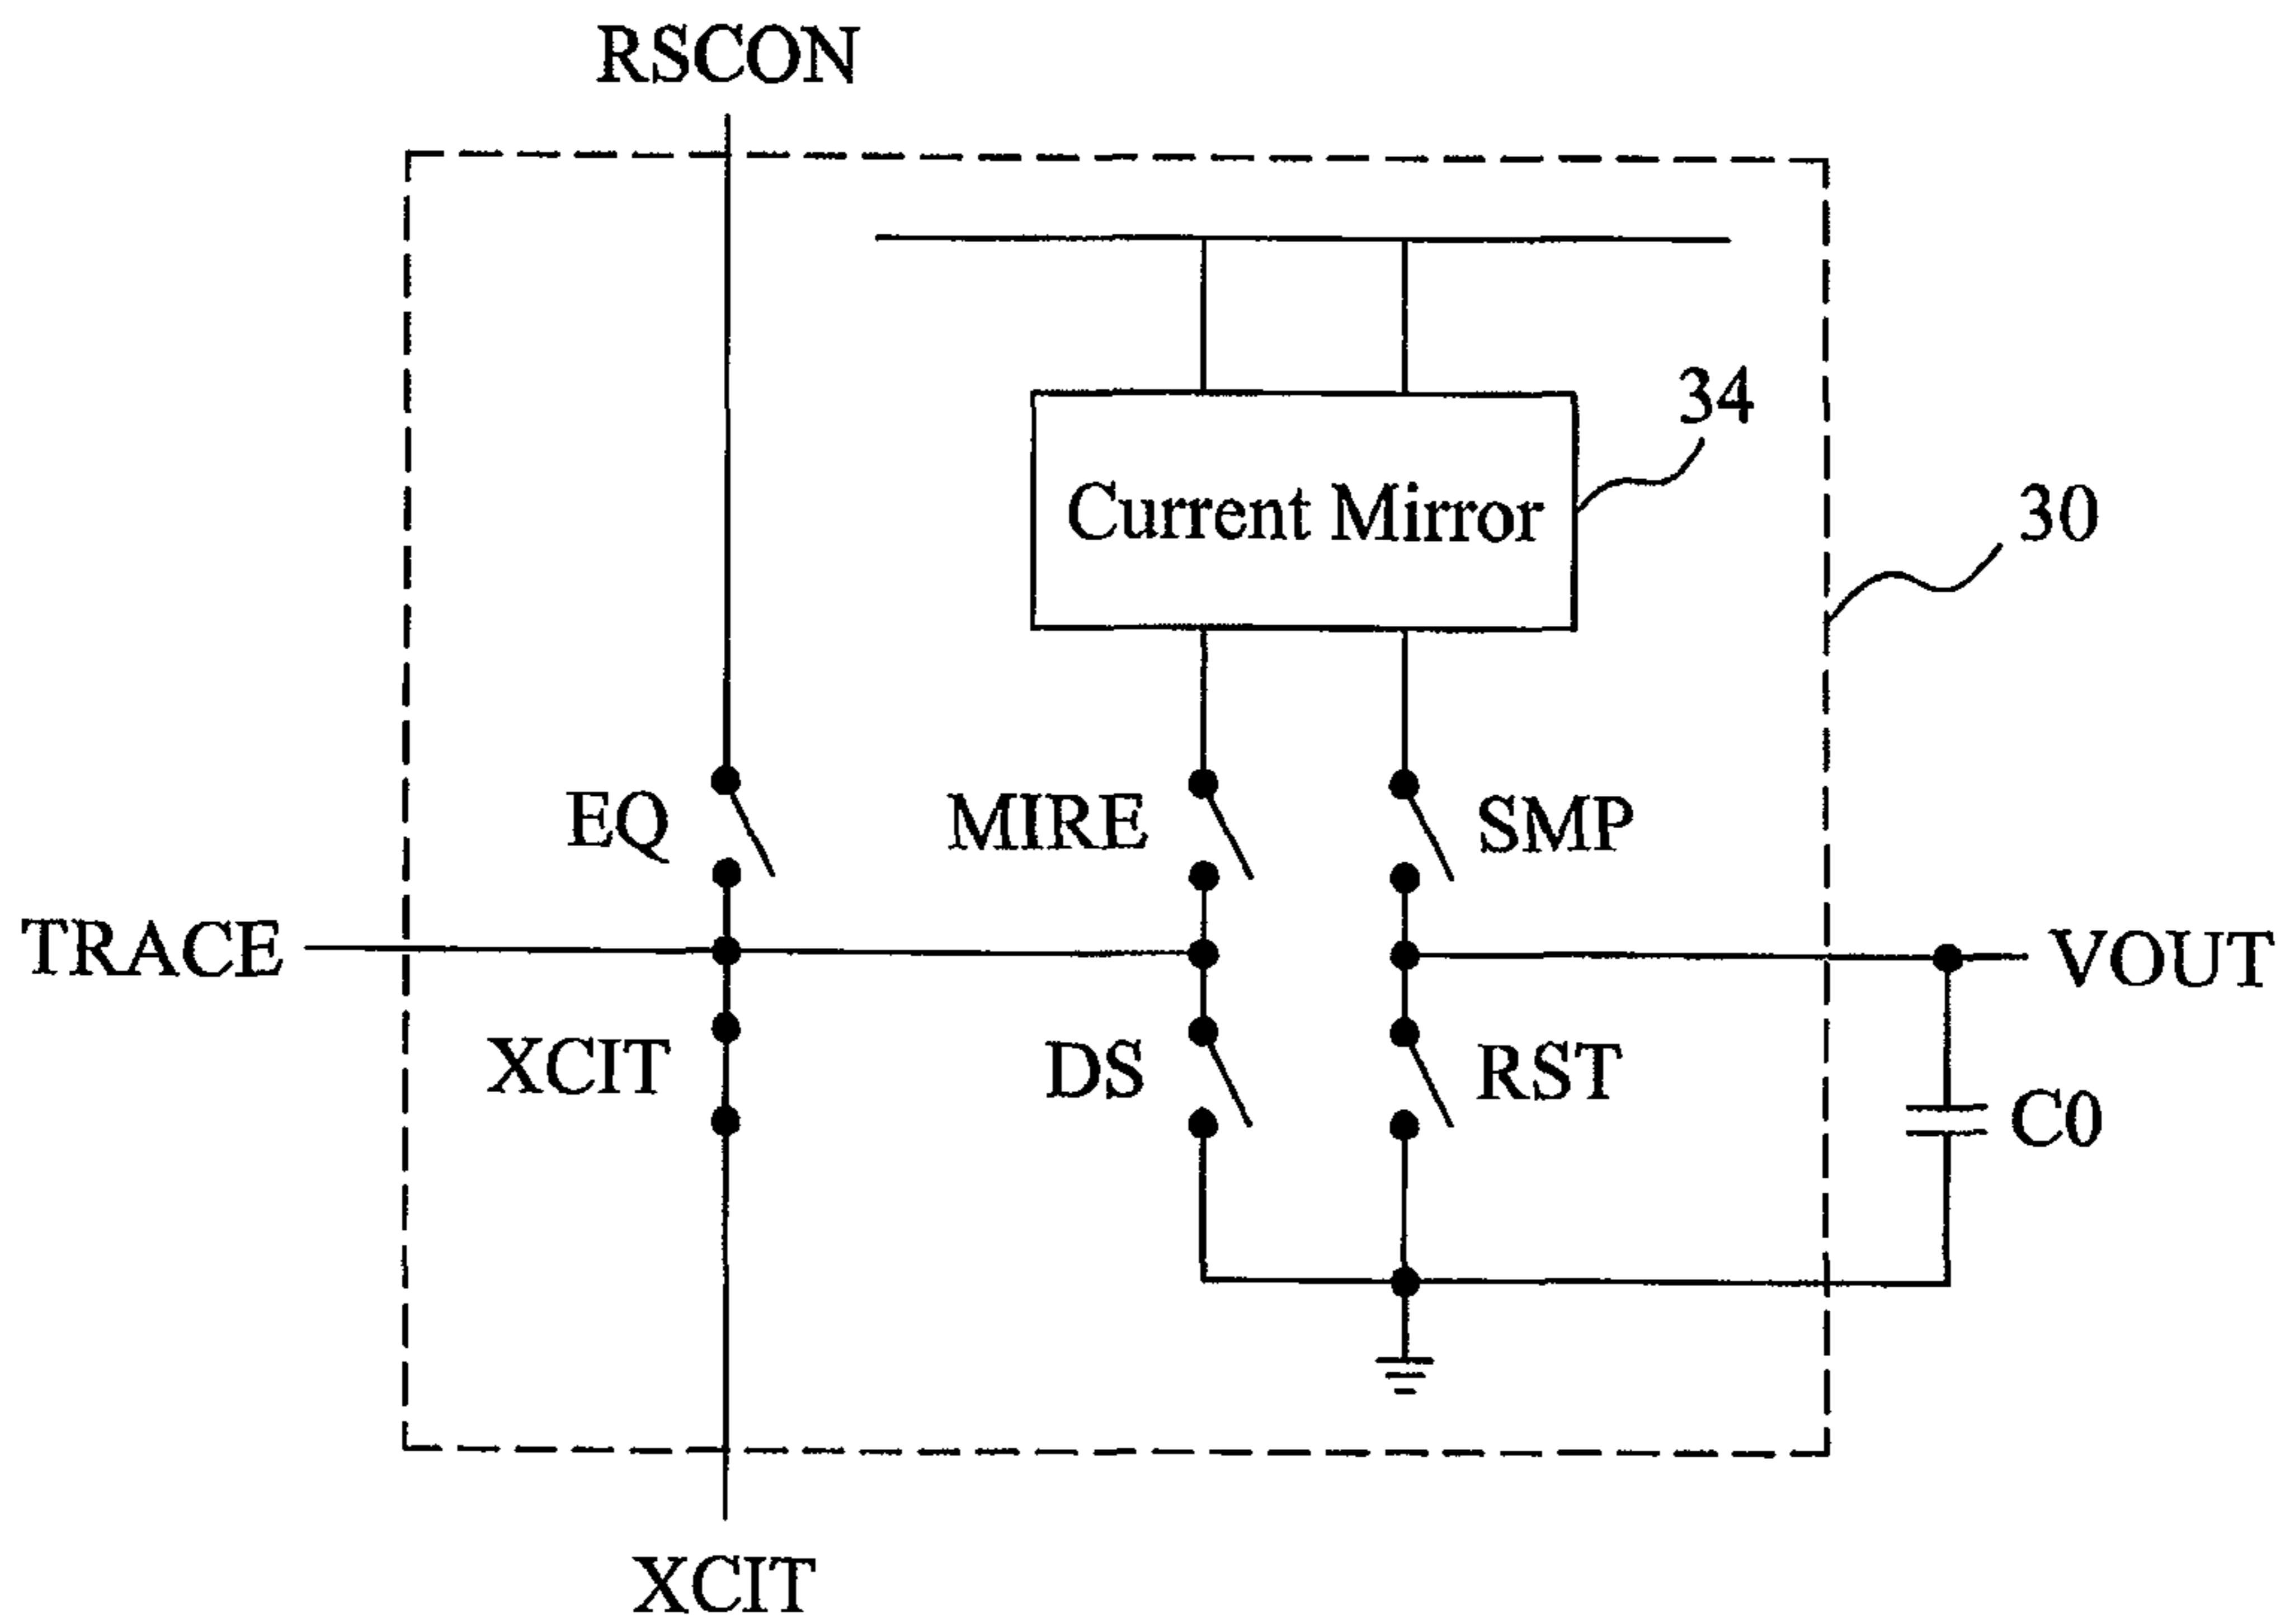 RSCON
34
Current Mirror
30
EQ
MIRE
SMP
TRACE
VOUT
XCIT
DS
RST
C0
XCIT